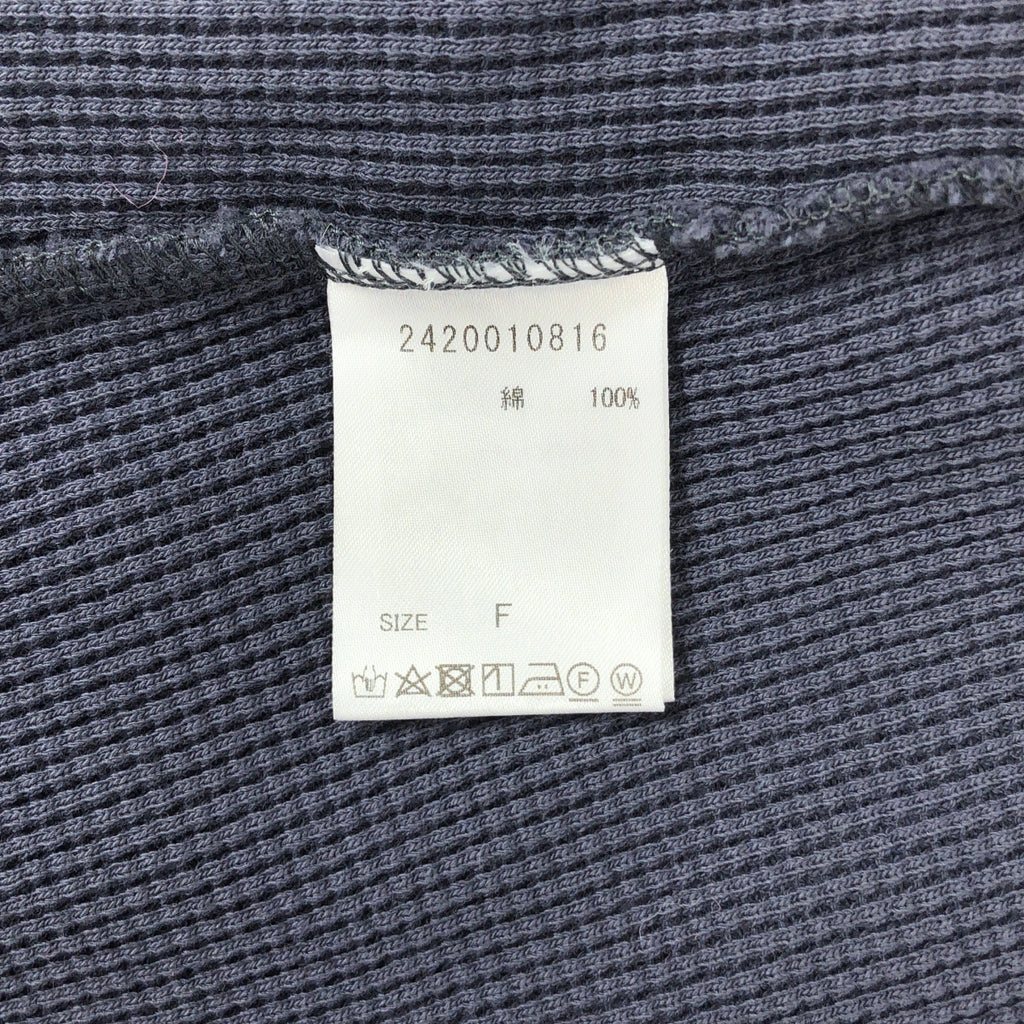 2420010816
綿 100%
SIZE F
F W